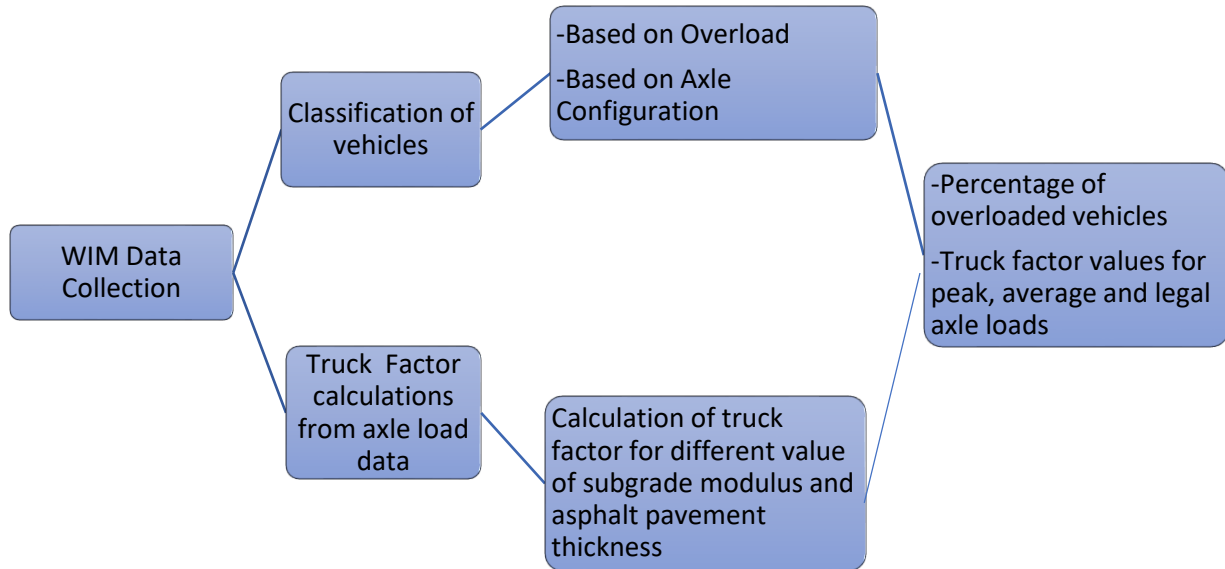 WIM Data
Collection
Classification of
vehicles
-Based on Overload
-Based on Axle
Configuration
Truck Factor
calculations
from axle load
data
Calculation of truck
factor for different value
of subgrade modulus and
asphalt pavement
thickness
-Percentage of
overloaded vehicles
-Truck factor values for
peak, average and legal
axle loads